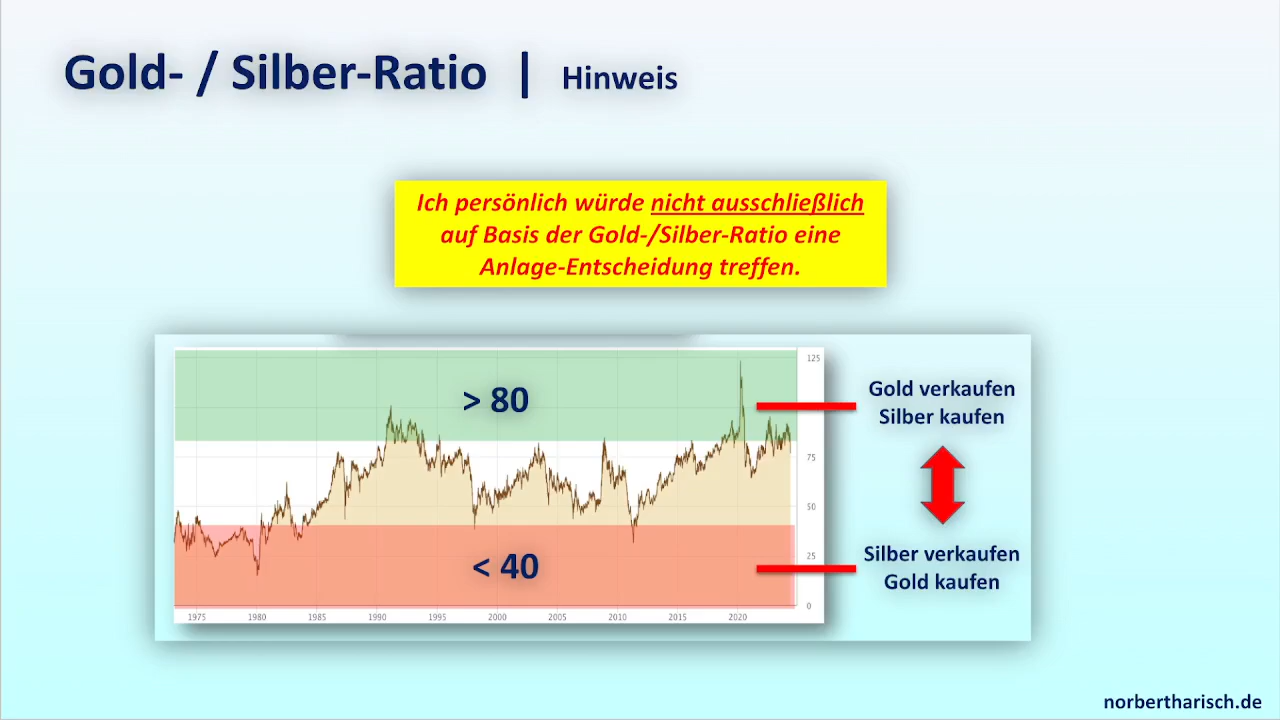 Gold- / Silber-Ratio | Hinweis
Ich persönlich würde nicht ausschließlich
auf Basis der Gold-/Silber-Ratio eine
Anlage-Entscheidung treffen.
125
> 80
Gold verkaufen
Silber kaufen
75
50
25
< 40
Silber verkaufen
Gold kaufen
0
1975 1980 1985 1990 1995 2000 2005 2010 2015 2020
norbertharisch.de